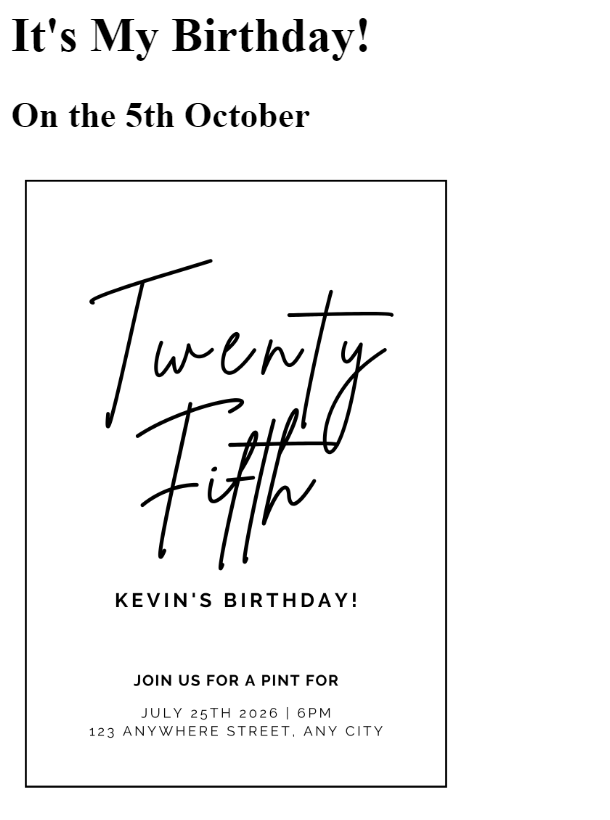 It's My Birthday!
On the 5th October
Twenty
Fifth
KEVIN'S BIRTHDAY!
JOIN US FOR A PINT FOR
JULY 25TH 2026 | 6PM
123 ANYWHERE STREET, ANY CITY